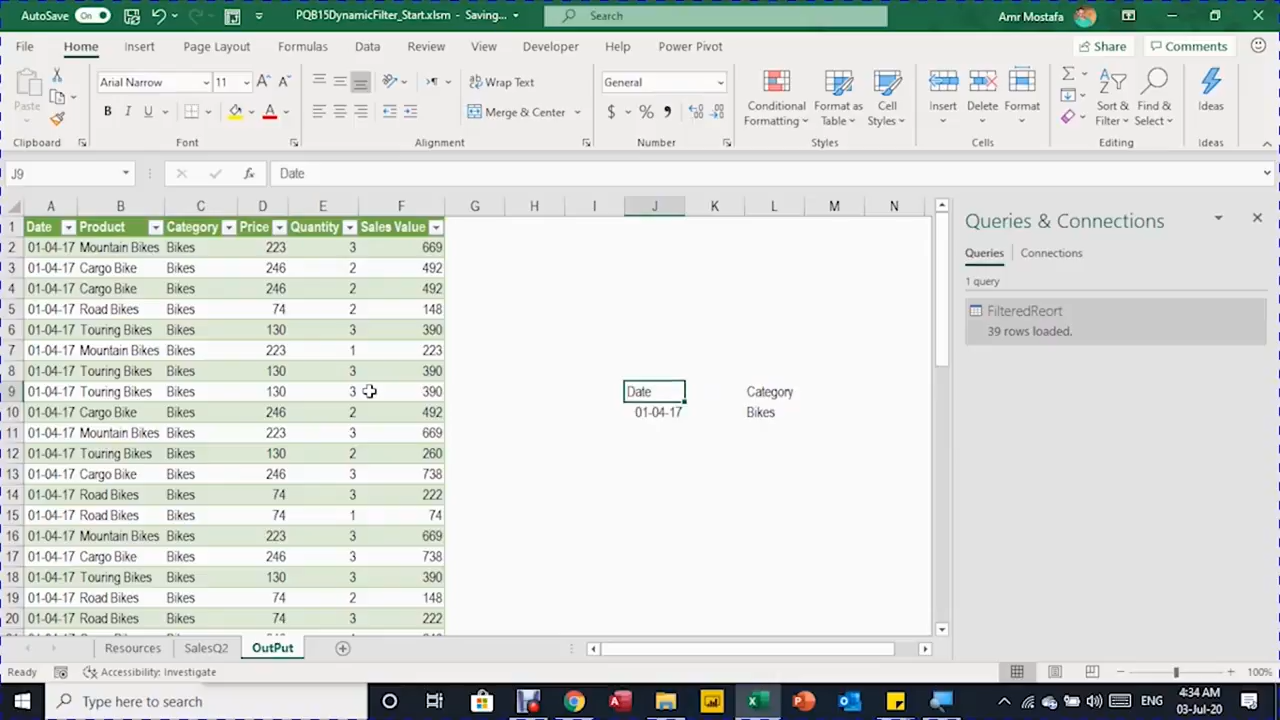 AutoSave On PQB15DynamicFilter_Start.xlsm - Saving... Search Amr Mostafa
File Home Insert Draw Page Layout Formulas Data Review View Developer Help Power Pivot Share Comments
Paste Arial Narrow 11 Wrap Text General Conditional Formatting Format as Table Cell Styles Insert Delete Format Sort & Filter Find & Select Ideas
B I U Merge & Center $ %
Clipboard Font Alignment Number Styles Cells Editing Ideas
J9 fx Date
A B C D E F G H I J K L M N
1 Date Product Category Price Quantity Sales Value
2 01-04-17 Mountain Bikes Bikes 223 3 669
3 01-04-17 Cargo Bike Bikes 246 2 492
4 01-04-17 Cargo Bike Bikes 246 2 492
5 01-04-17 Road Bikes Bikes 74 2 148
6 01-04-17 Touring Bikes Bikes 130 3 390
7 01-04-17 Mountain Bikes Bikes 223 1 223
8 01-04-17 Touring Bikes Bikes 130 3 390
9 01-04-17 Touring Bikes Bikes 130 3 390 Date Category
10 01-04-17 Cargo Bike Bikes 246 2 492 01-04-17 Bikes
11 01-04-17 Mountain Bikes Bikes 223 3 669
12 01-04-17 Touring Bikes Bikes 130 2 260
13 01-04-17 Cargo Bike Bikes 246 3 738
14 01-04-17 Road Bikes Bikes 74 3 222
15 01-04-17 Road Bikes Bikes 74 1 74
16 01-04-17 Mountain Bikes Bikes 223 3 669
17 01-04-17 Cargo Bike Bikes 246 3 738
18 01-04-17 Touring Bikes Bikes 130 3 390
19 01-04-17 Road Bikes Bikes 74 2 148
20 01-04-17 Road Bikes Bikes 74 3 222
Queries & Connections
Queries Connections
1 query
FilteredReort
39 rows loaded.
Resources SalesQ2 OutPut
Ready Accessibility: Investigate 100%
Type here to search ENG 4:34 AM
03-Jul-20